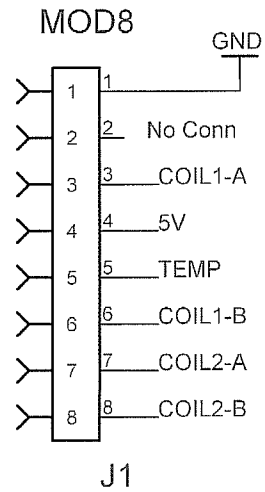 MOD8
GND
1 1
2 2 No Conn
3 3 COIL1-A
4 4 5V
5 5 TEMP
6 6 COIL1-B
7 7 COIL2-A
8 8 COIL2-B
J1